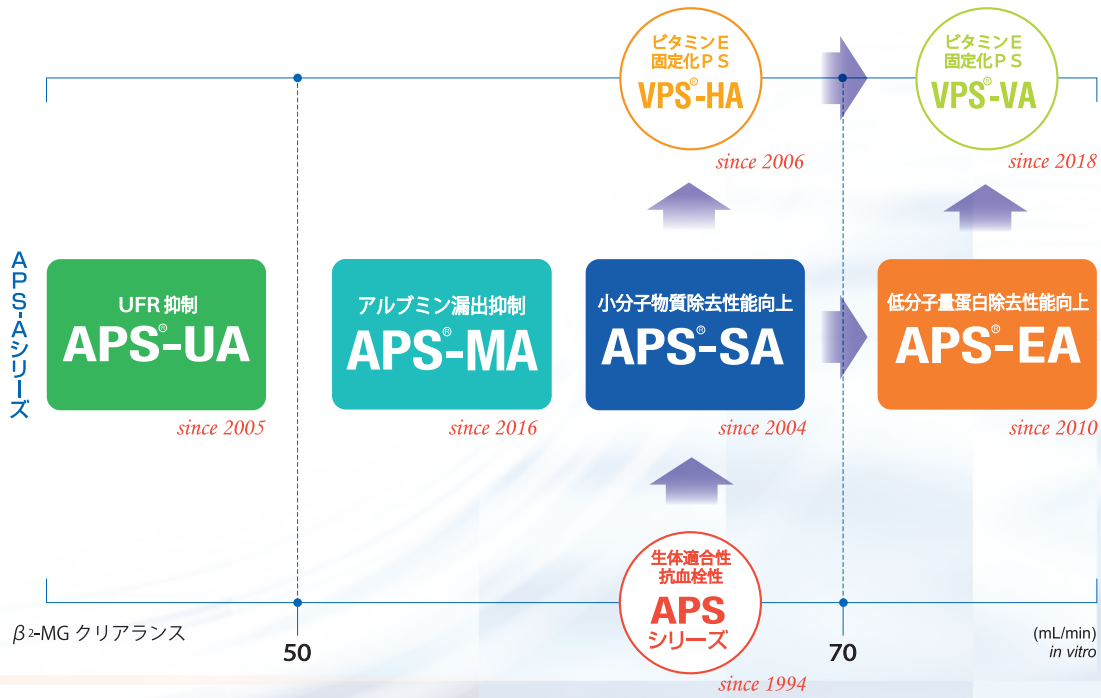 ビタミンE
固定化PS
VPS®-HA
since 2006
ビタミンE
固定化PS
VPS®-VA
since 2018
APS-Aシリーズ
UFR抑制
APS®-UA
since 2005
アルブミン漏出抑制
APS®-MA
since 2016
小分子物質除去性能向上
APS®-SA
since 2004
低分子量蛋白除去性能向上
APS®-EA
since 2010
生体適合性
抗血栓性
APS
シリーズ
since 1994
β2-MG クリアランス
50
70
(mL/min)
in vitro